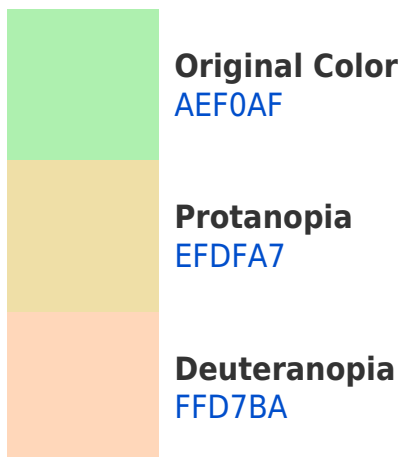 Original Color
AEF0AF
Protanopia
EFDFA7
Deuteranopia
FFD7BA